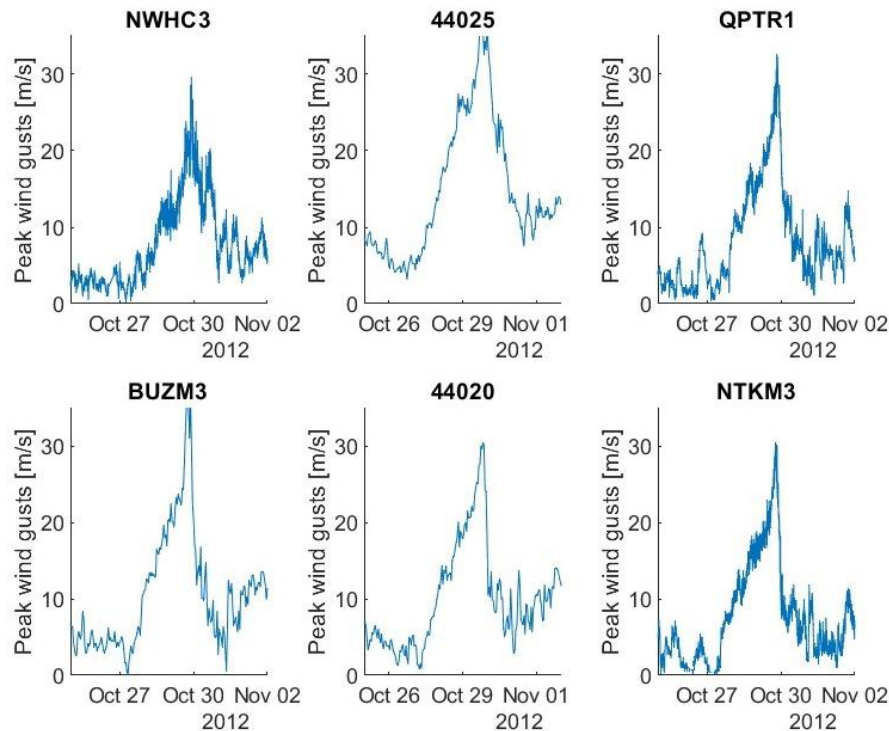 NWHC3
44025
QPTR1
Peak wind gusts [m/s]
30
20
10
0
Oct 27
Oct 30
Nov 02
2012
Peak wind gusts [m/s]
30
20
10
0
Oct 26
Oct 29
Nov 01
2012
Peak wind gusts [m/s]
30
20
10
0
Oct 27
Oct 30
Nov 02
2012
BUZM3
44020
NTKM3
Peak wind gusts [m/s]
30
20
10
0
Oct 27
Oct 30
Nov 02
2012
Peak wind gusts [m/s]
30
20
10
0
Oct 26
Oct 29
Nov 01
2012
Peak wind gusts [m/s]
30
20
10
0
Oct 27
Oct 30
Nov 02
2012